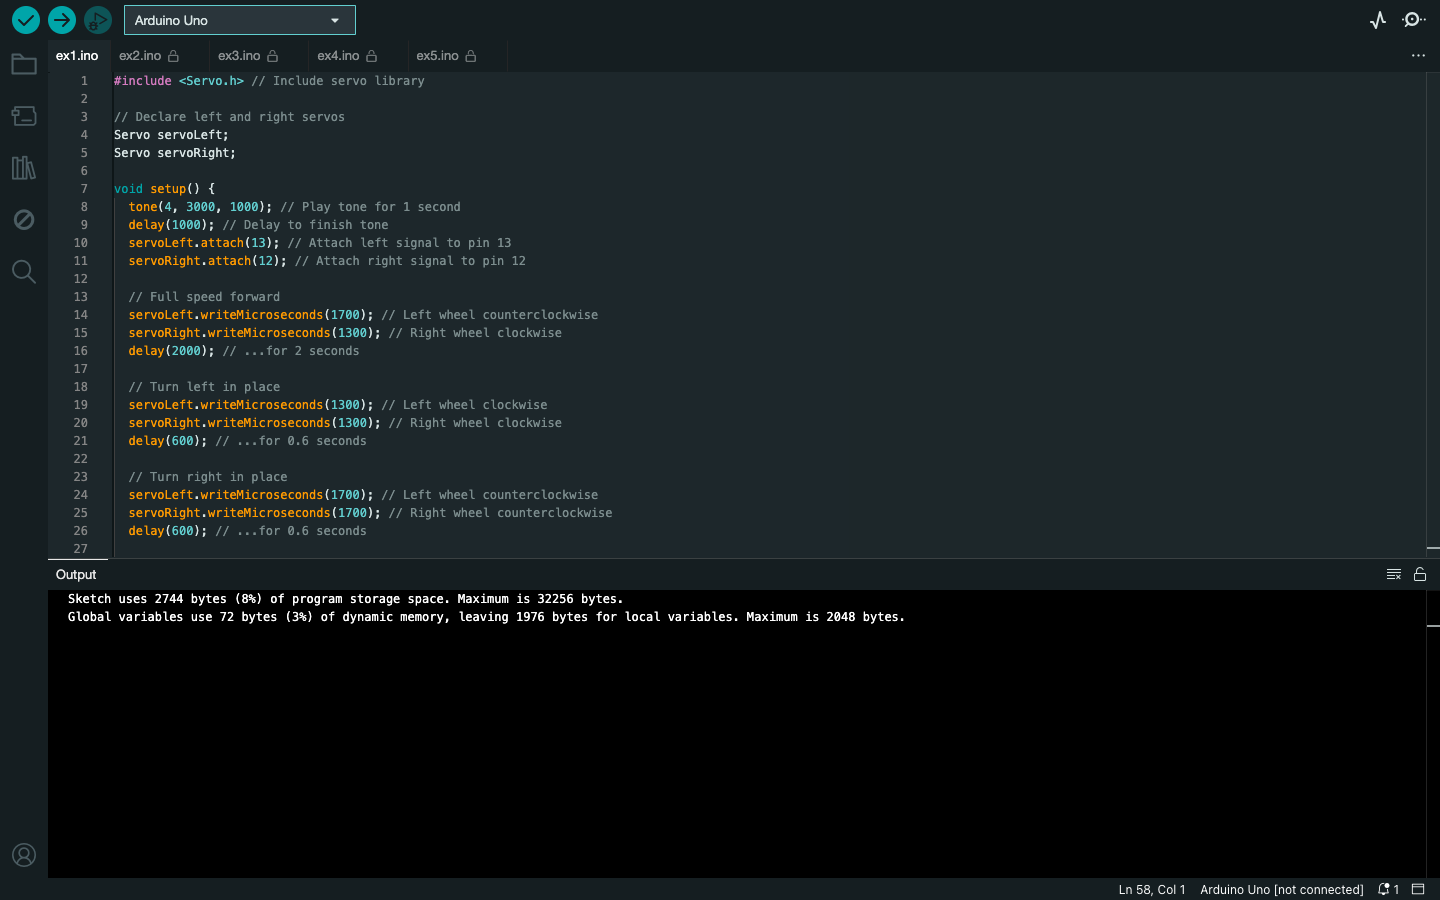 Arduino Uno
ex1.ino ex2.ino ex3.ino ex4.ino ex5.ino
1 #include <Servo.h> // Include servo library
2
3 // Declare left and right servos
4 Servo servoLeft;
5 Servo servoRight;
6
7 void setup() {
8 tone(4, 3000, 1000); // Play tone for 1 second
9 delay(1000); // Delay to finish tone
10 servoLeft.attach(13); // Attach left signal to pin 13
11 servoRight.attach(12); // Attach right signal to pin 12
12
13 // Full speed forward
14 servoLeft.writeMicroseconds(1700); // Left wheel counterclockwise
15 servoRight.writeMicroseconds(1300); // Right wheel clockwise
16 delay(2000); // ...for 2 seconds
17
18 // Turn left in place
19 servoLeft.writeMicroseconds(1300); // Left wheel clockwise
20 servoRight.writeMicroseconds(1300); // Right wheel clockwise
21 delay(600); // ...for 0.6 seconds
22
23 // Turn right in place
24 servoLeft.writeMicroseconds(1700); // Left wheel counterclockwise
25 servoRight.writeMicroseconds(1700); // Right wheel counterclockwise
26 delay(600); // ...for 0.6 seconds
27
Output
Sketch uses 2744 bytes (8%) of program storage space. Maximum is 32256 bytes.
Global variables use 72 bytes (3%) of dynamic memory, leaving 1976 bytes for local variables. Maximum is 2048 bytes.
Ln 58, Col 1 Arduino Uno [not connected] 1